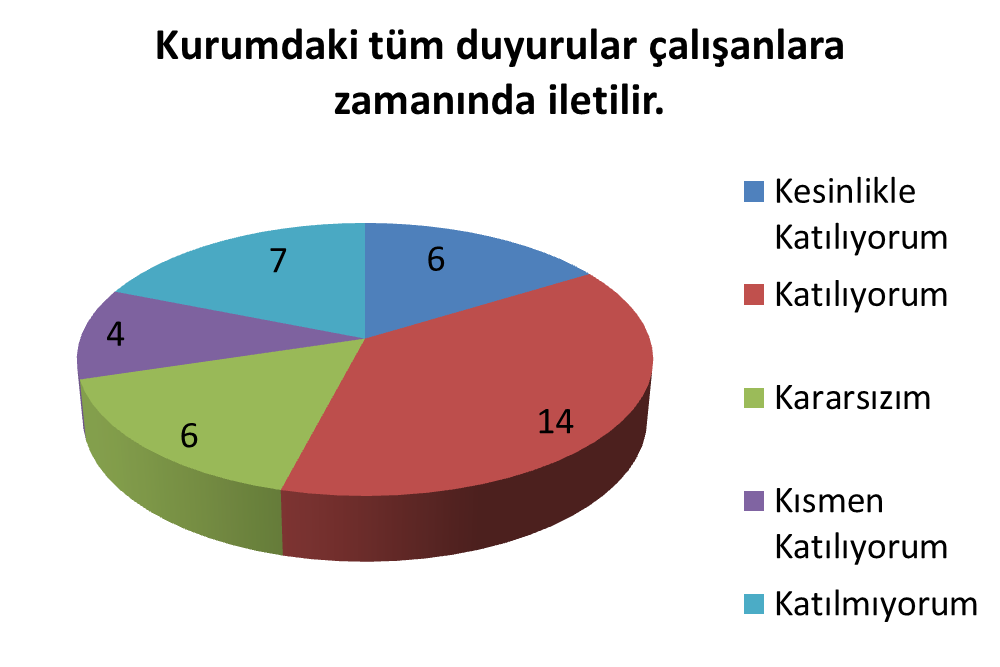 Kurumdaki tüm duyurular çalışanlara
zamanında iletilir.
7
6
4
6
14
Kesinlikle
Katılıyorum
Katılıyorum
Kararsızım
Kısmen
Katılıyorum
Katılmıyorum